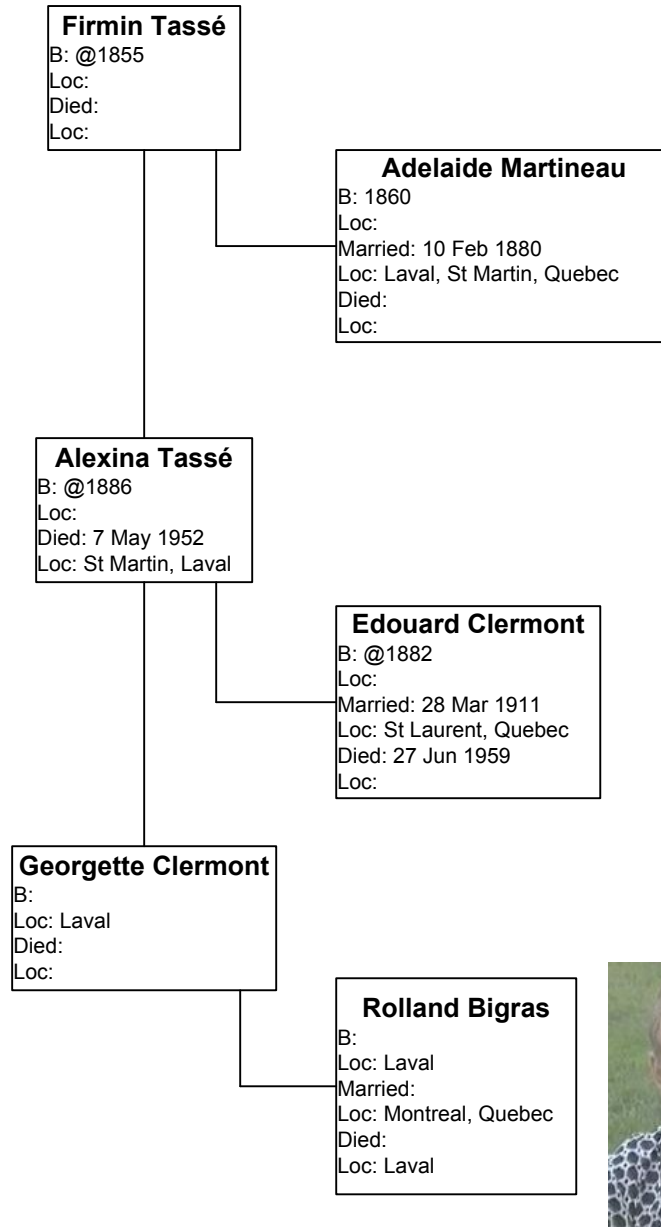 Firmin Tassé
B: @1855
Loc:
Died:
Loc:
Adelaide Martineau
B: 1860
Loc:
Married: 10 Feb 1880
Loc: Laval, St Martin, Quebec
Died:
Loc:
Alexina Tassé
B: @1886
Loc:
Died: 7 May 1952
Loc: St Martin, Laval
Edouard Clermont
B: @1882
Loc:
Married: 28 Mar 1911
Loc: St Laurent, Quebec
Died: 27 Jun 1959
Loc:
Georgette Clermont
B:
Loc: Laval
Died:
Loc:
Rolland Bigras
B:
Loc: Laval
Married:
Loc: Montreal, Quebec
Died:
Loc: Laval